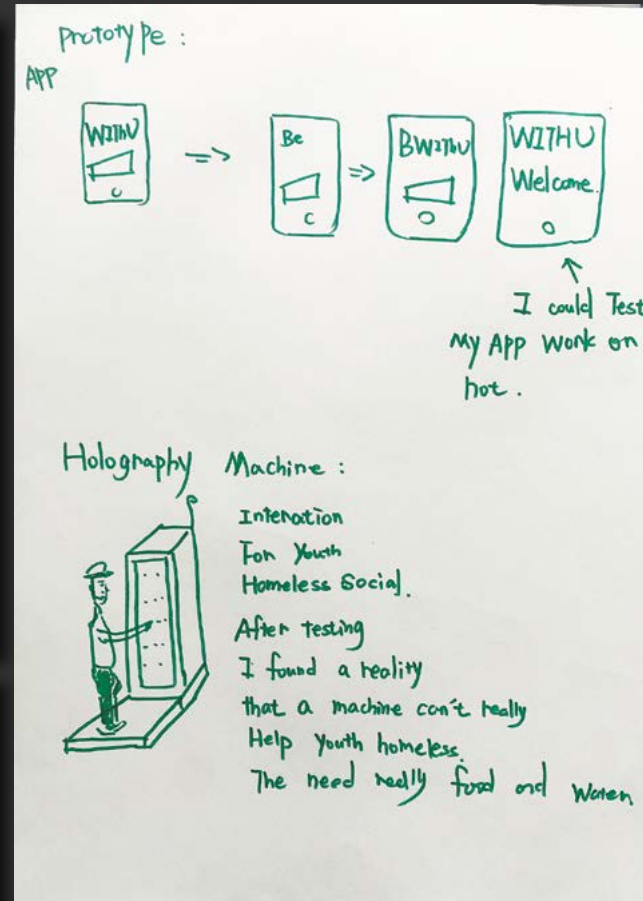 Prototype :
APP
WIThU
Be
BWIThU
WITHU
Welcome.
I could Test
My App Work on
hot .
Holography Machine :
Interation
For Youth
Homeless Social.
After testing
I found a reality
that a machine can't really
Help Youth homeless.
The need really food and Water